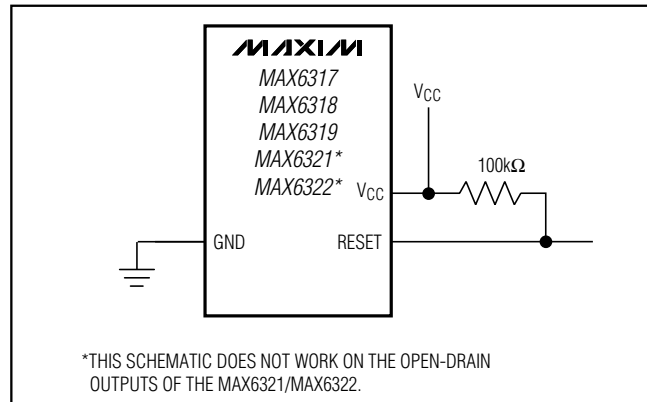 MAXIM
MAX6317
MAX6318
MAX6319
MAX6321*
MAX6322*
VCC
VCC
100kΩ
GND
RESET
*THIS SCHEMATIC DOES NOT WORK ON THE OPEN-DRAIN
OUTPUTS OF THE MAX6321/MAX6322.